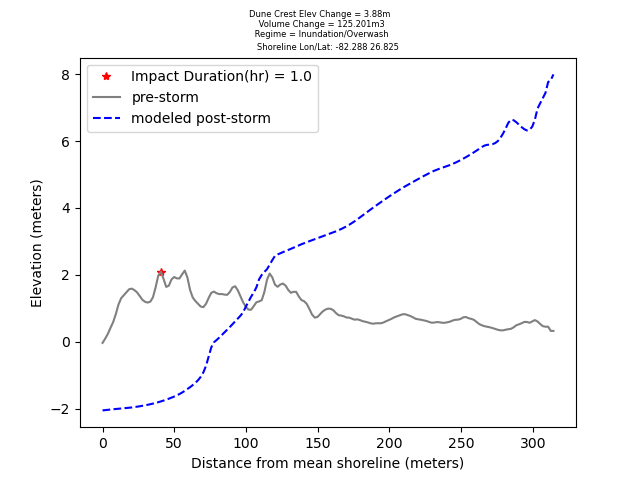 Dune Crest Elev Change = 3.88m
Volume Change = 125.201m3
Regime = Inundation/Overwash
Shoreline Lon/Lat: -82.288 26.825
Impact Duration(hr) = 1.0
pre-storm
modeled post-storm
8
6
4
2
0
−2
Elevation (meters)
0 50 100 150 200 250 300
Distance from mean shoreline (meters)